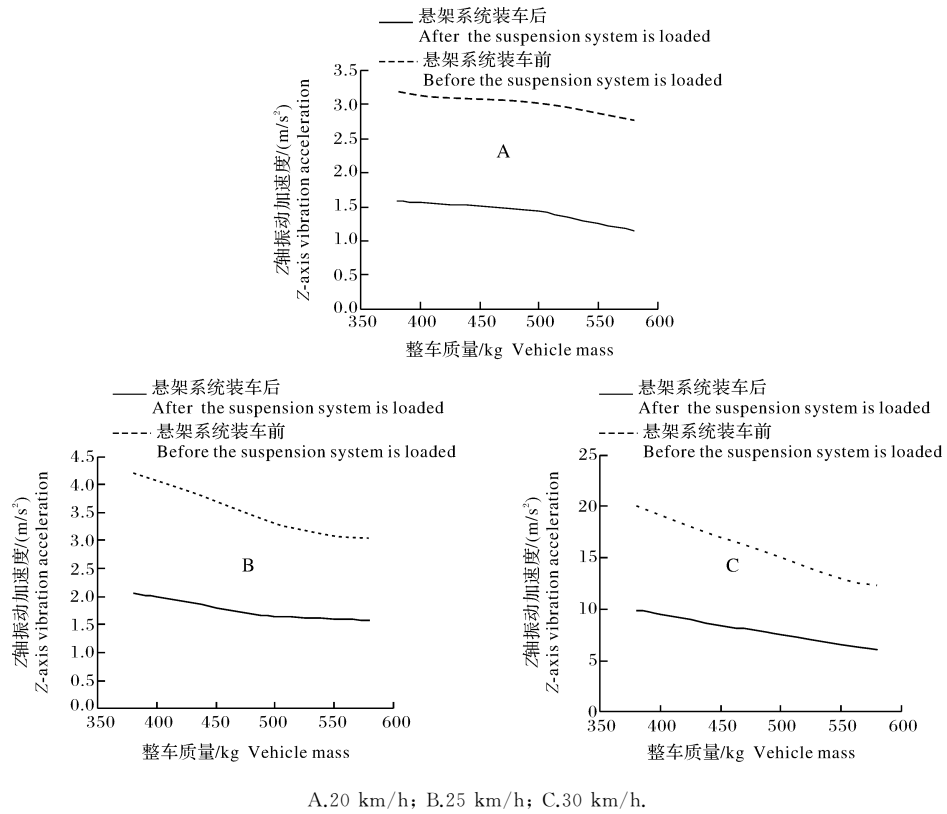 悬架系统装车后
After the suspension system is loaded
悬架系统装车前
Before the suspension system is loaded
3.5
3.0
2.5
2.0
1.5
1.0
0.5
0.0
Z轴振动加速度/(m/s²)
Z-axis vibration acceleration
A
350 400 450 500 550 600
整车质量/kg Vehicle mass
悬架系统装车后
After the suspension system is loaded
悬架系统装车前
Before the suspension system is loaded
4.5
4.0
3.5
3.0
2.5
2.0
1.5
1.0
0.5
0.0
Z轴振动加速度/(m/s²)
Z-axis vibration acceleration
B
350 400 450 500 550 600
整车质量/kg Vehicle mass
悬架系统装车后
After the suspension system is loaded
悬架系统装车前
Before the suspension system is loaded
25
20
15
10
5
0
Z轴振动加速度/(m/s²)
Z-axis vibration acceleration
C
350 400 450 500 550 600
整车质量/kg Vehicle mass
A.20 km/h; B.25 km/h; C.30 km/h.